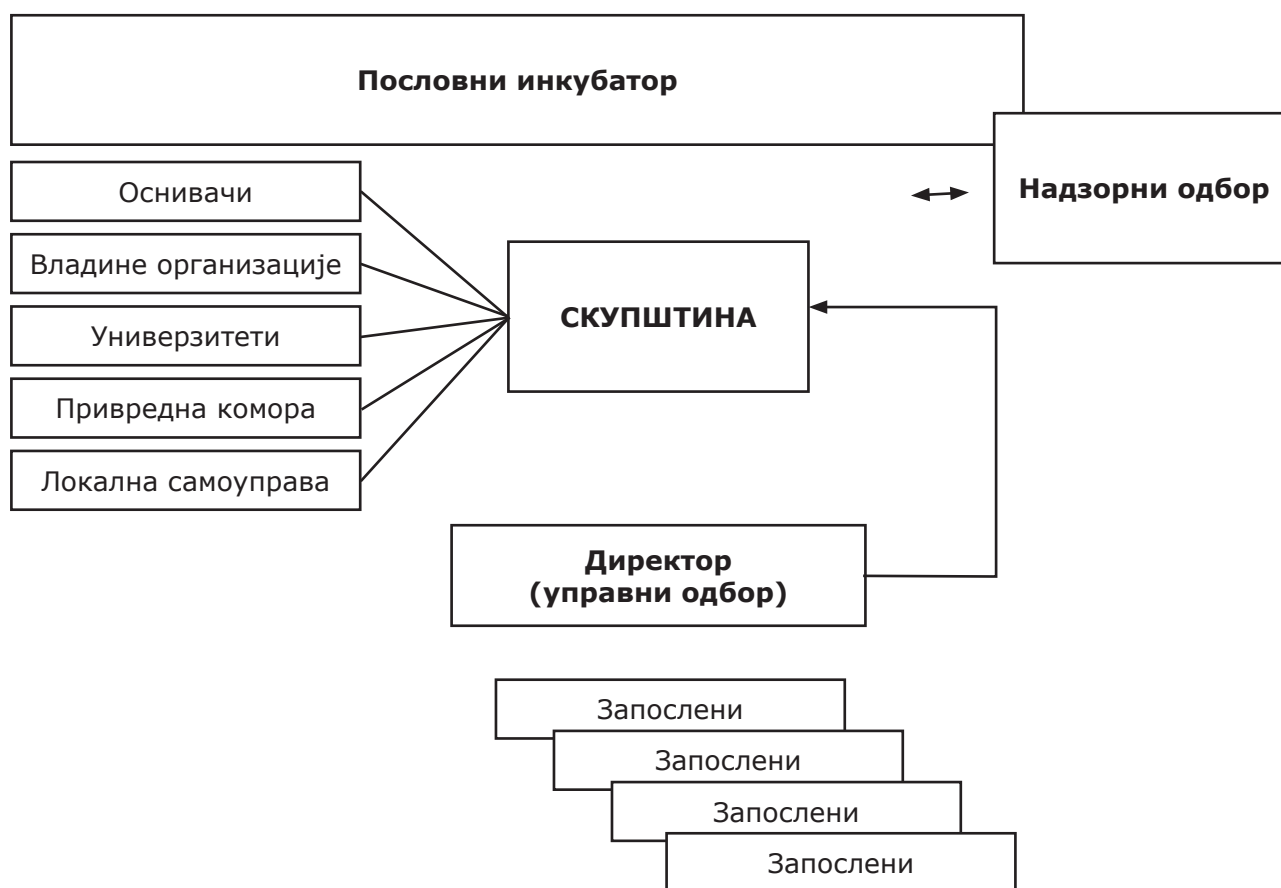 Пословни инкубатор
Надзорни одбор
Оснивачи
Владине организације
Универзитети
Привредна комора
Локална самоуправа
СКУПШТИНА
Директор
(управни одбор)
Запослени
Запослени
Запослени
Запослени